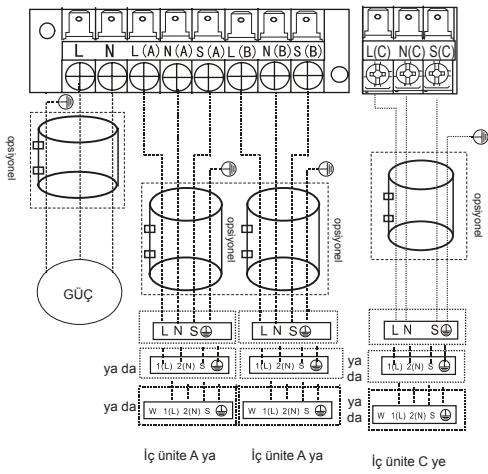 L N L (A) N (A) S (A) L (B) N (B) S (B)
L(C) N(C) S(C)
opsiyonel
opsiyonel
opsiyonel
opsiyonel
GÜÇ
L N S
L N S
L N S
ya da
1(L) 2(N) S
1(L) 2(N) S
ya da
1(L) 2(N) S
ya da
W 1(L) 2(N) S
W 1(L) 2(N) S
ya da
W 1(L) 2(N) S
İç ünite A ya
İç ünite A ya
İç ünite C ye